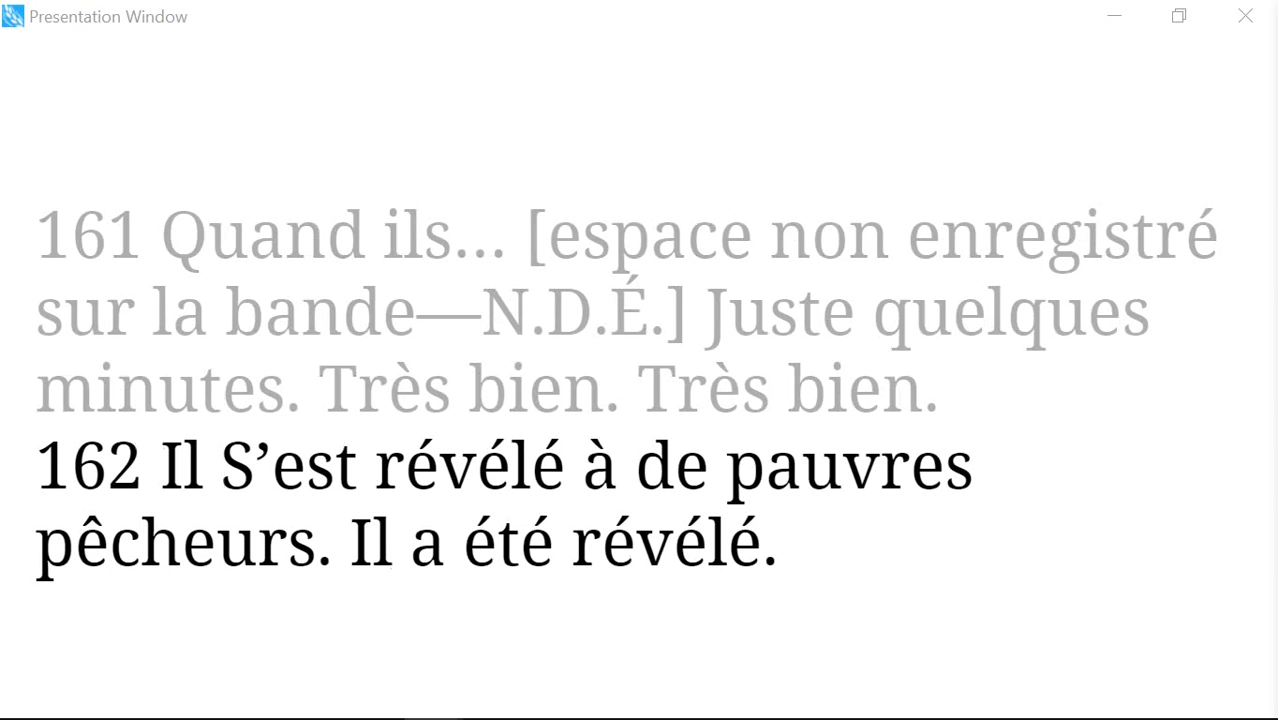 Presentation Window
161 Quand ils… [espace non enregistré
sur la bande—N.D.É.] Juste quelques
minutes. Très bien. Très bien.
162 Il S’est révélé à de pauvres
pêcheurs. Il a été révélé.